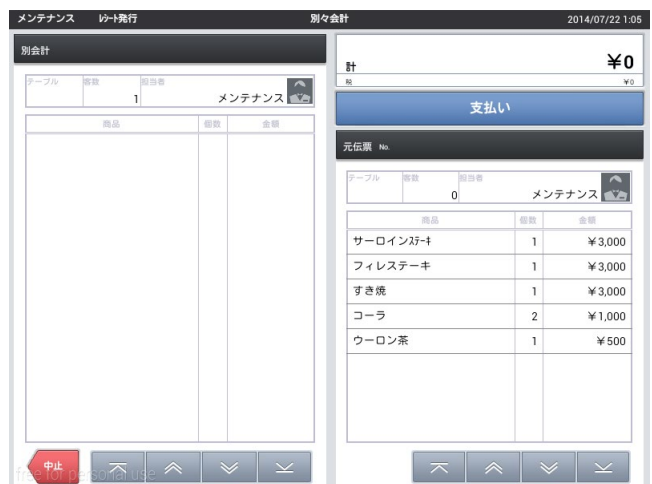 メンテナンス ﾚｼｰﾄ発行 別々会計 2014/07/22 1:05
別会計
テーブル 客数 担当者
1 メンテナンス
商品 個数 金額
中止
free for personal use
計 ¥0
税 ¥0
支払い
元伝票 No.
テーブル 客数 担当者
0 メンテナンス
商品 個数 金額
サーロインｽﾃｰｷ 1 ¥3,000
フィレステーキ 1 ¥3,000
すき焼 1 ¥3,000
コーラ 2 ¥1,000
ウーロン茶 1 ¥500